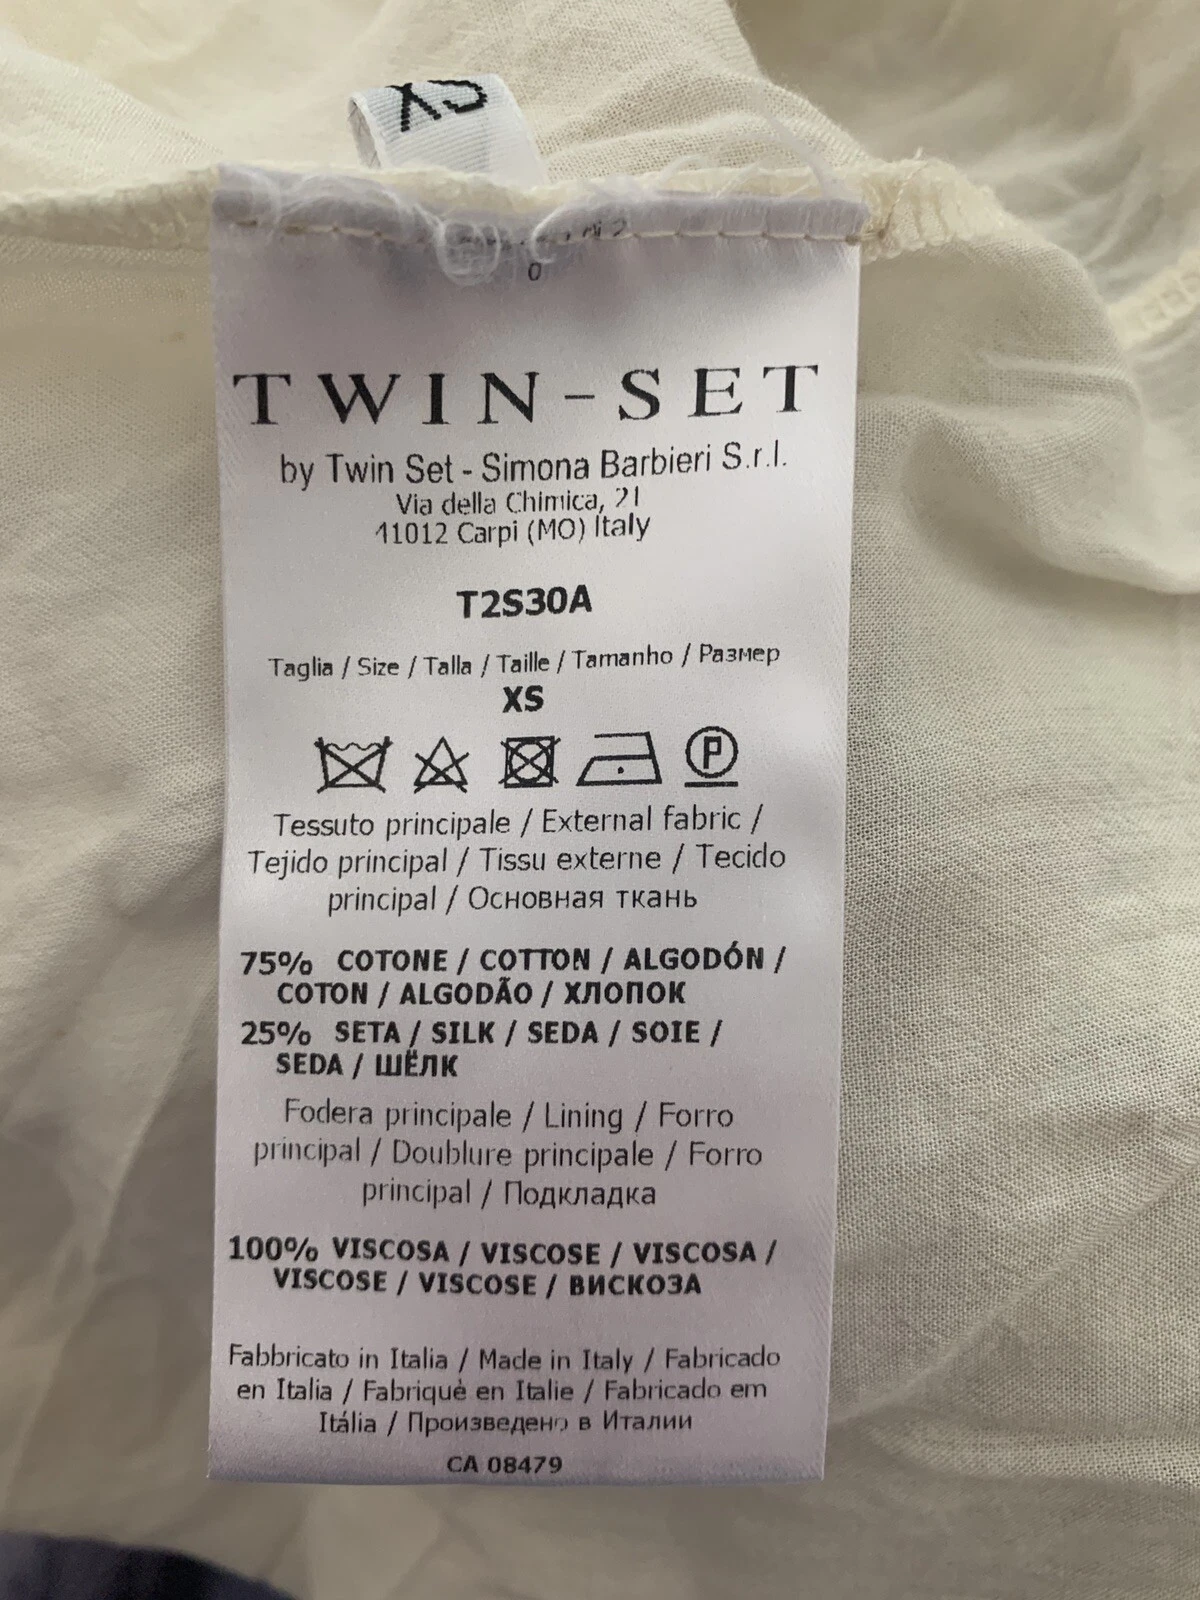 XS
0
TWIN-SET
by Twin Set - Simona Barbieri S.r.l.
Via della Chimica, 21
41012 Carpi (MO) Italy
T2S30A
Taglia / Size / Talla / Taille / Tamanho / Размер
XS
P
Tessuto principale / External fabric /
Tejido principal / Tissu externe / Tecido
principal / Основная ткань
75% COTONE / COTTON / ALGODÓN /
COTON / ALGODÃO / ХЛОПОК
25% SETA / SILK / SEDA / SOIE /
SEDA / ШЁЛК
Fodera principale / Lining / Forro
principal / Doublure principale / Forro
principal / Подкладка
100% VISCOSA / VISCOSE / VISCOSA /
VISCOSE / VISCOSE / ВИСКОЗА
Fabbricato in Italia / Made in Italy / Fabricado
en Italia / Fabriqué en Italie / Fabricado em
Itália / Произведено в Италии
CA 08479